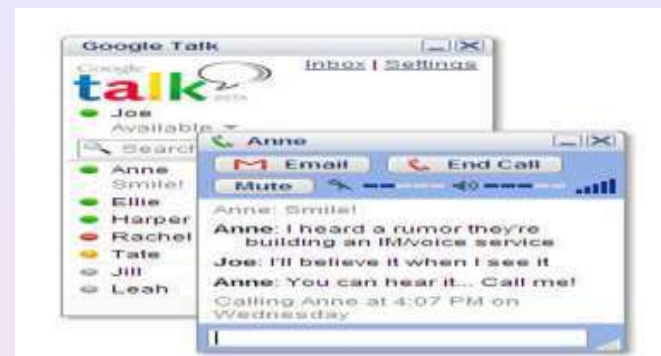 Google Talk
Inbox | Settings
Google
talk
BETA
Joe
Available
Search
Anne
Smile!
Ellie
Harper
Rachel
Tate
Jill
Leah
Anne
Email
End Call
Mute
Anne: Smile!
Anne: I heard a rumor they're
building an IM/voice service
Joe: I'll believe it when I see it
Anne: You can hear it... Call me!
Calling Anne at 4:07 PM on
Wednesday